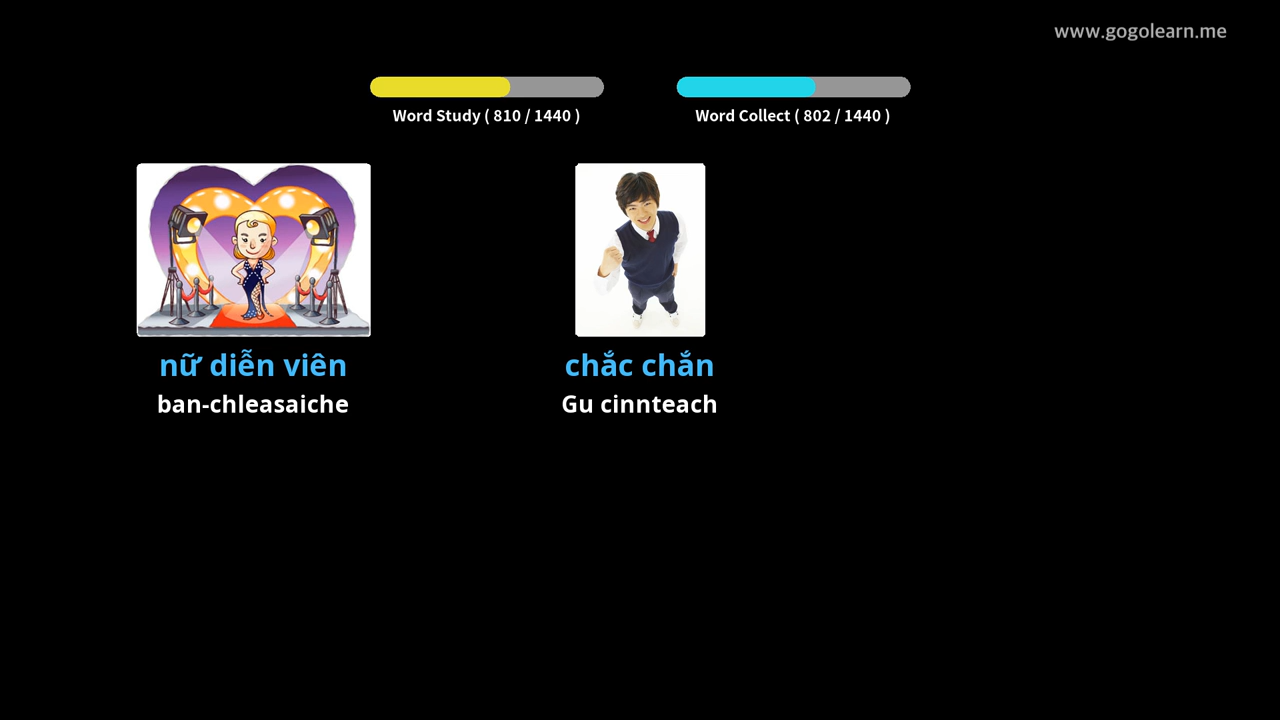 www.gogolearn.me
Word Study ( 810 / 1440 )
Word Collect ( 802 / 1440 )
nữ diễn viên
ban-chleasaiche
chắc chắn
Gu cinnteach